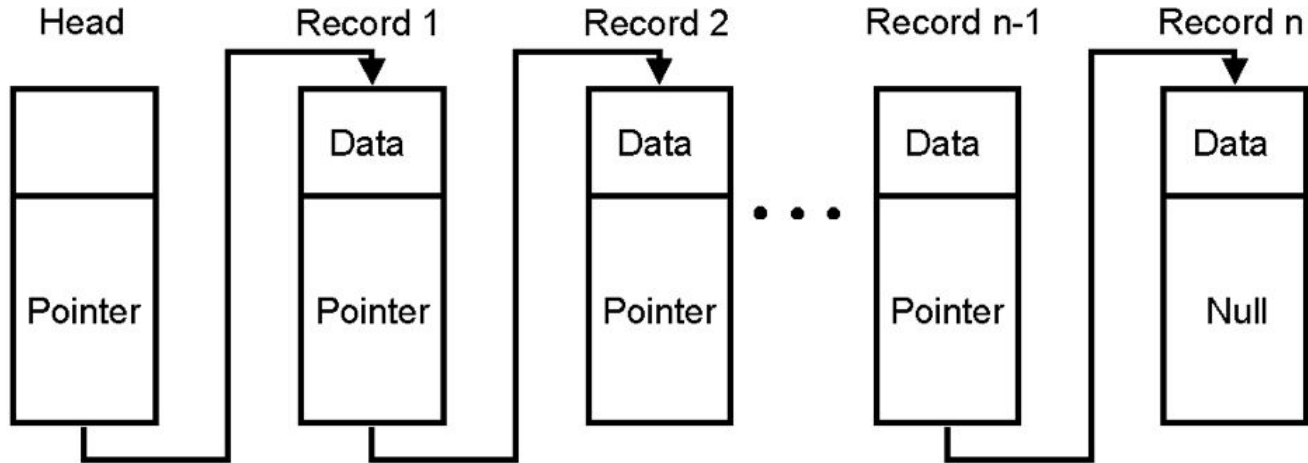 Head Record 1 Record 2 Record n-1 Record n
Data Data Data Data
Pointer Pointer Pointer Pointer Null